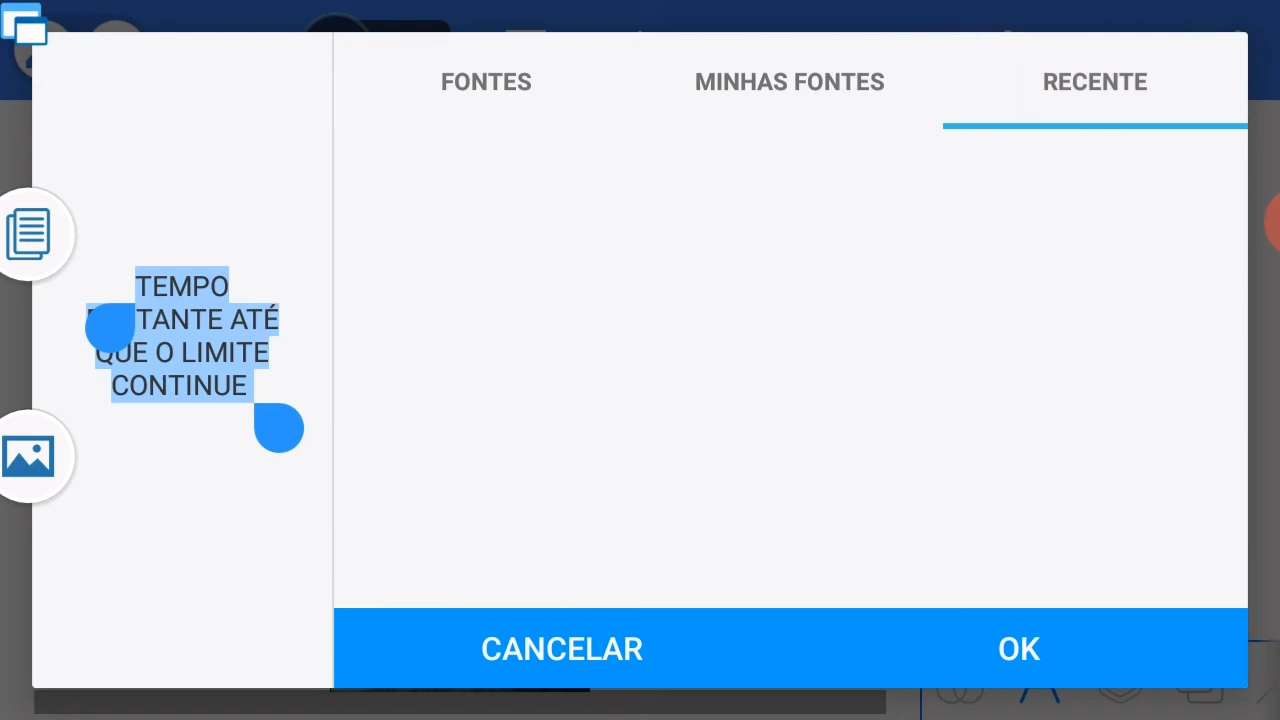 FONTES
MINHAS FONTES
RECENTE
TEMPO
TANTE ATÉ
QUE O LIMITE
CONTINUE
CANCELAR
OK